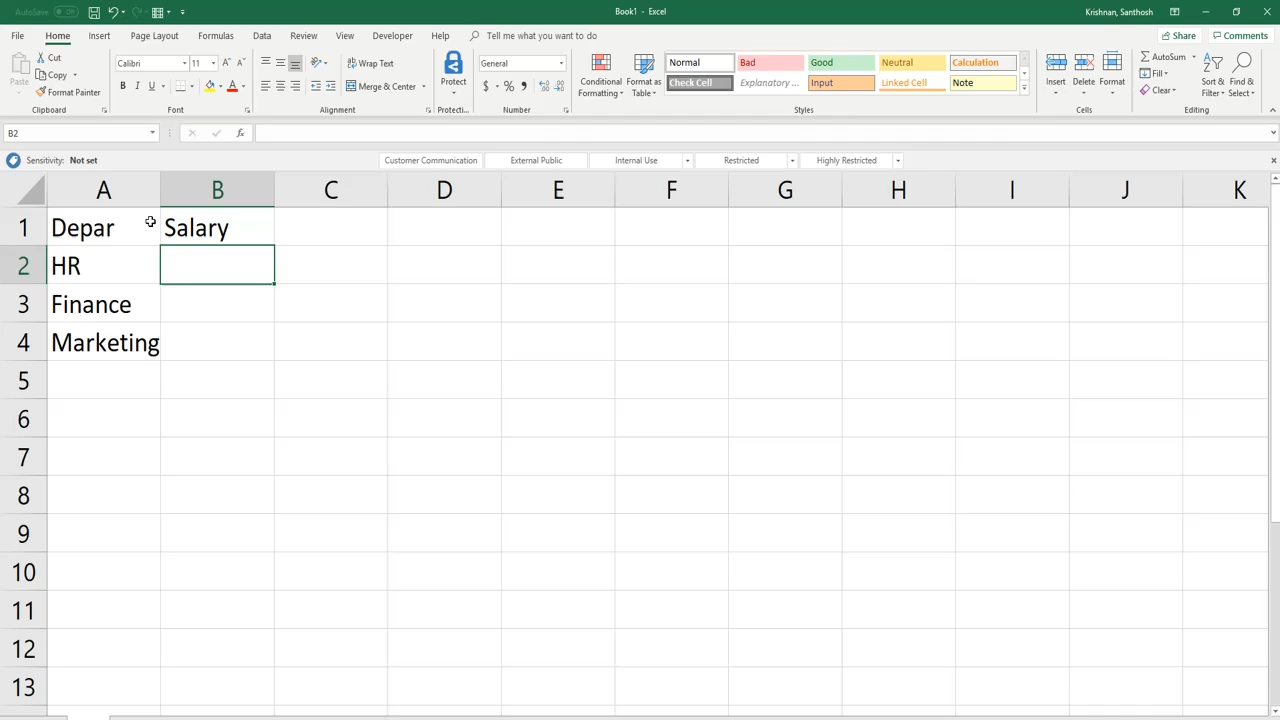 AutoSave Off Book1 - Excel Krishnan, Santhosh
File Home Insert Page Layout Formulas Data Review View Developer Help Tell me what you want to do Share Comments
Paste Cut Copy Format Painter
Clipboard
Calibri 11 A A
B I U A
Font
Wrap Text
Merge & Center
Alignment
Protect
Protecti...
General
$ % ,
Number
Conditional Formatting
Format as Table
Normal Bad Good Neutral Calculation
Check Cell Explanatory ... Input Linked Cell Note
Styles
Insert Delete Format
Cells
AutoSum
Fill
Clear
Sort & Filter
Find & Select
Editing
B2 fx
Sensitivity: Not set Customer Communication External Public Internal Use Restricted Highly Restricted
A B C D E F G H I J K
1 Depar Salary
2 HR
3 Finance
4 Marketing
5
6
7
8
9
10
11
12
13